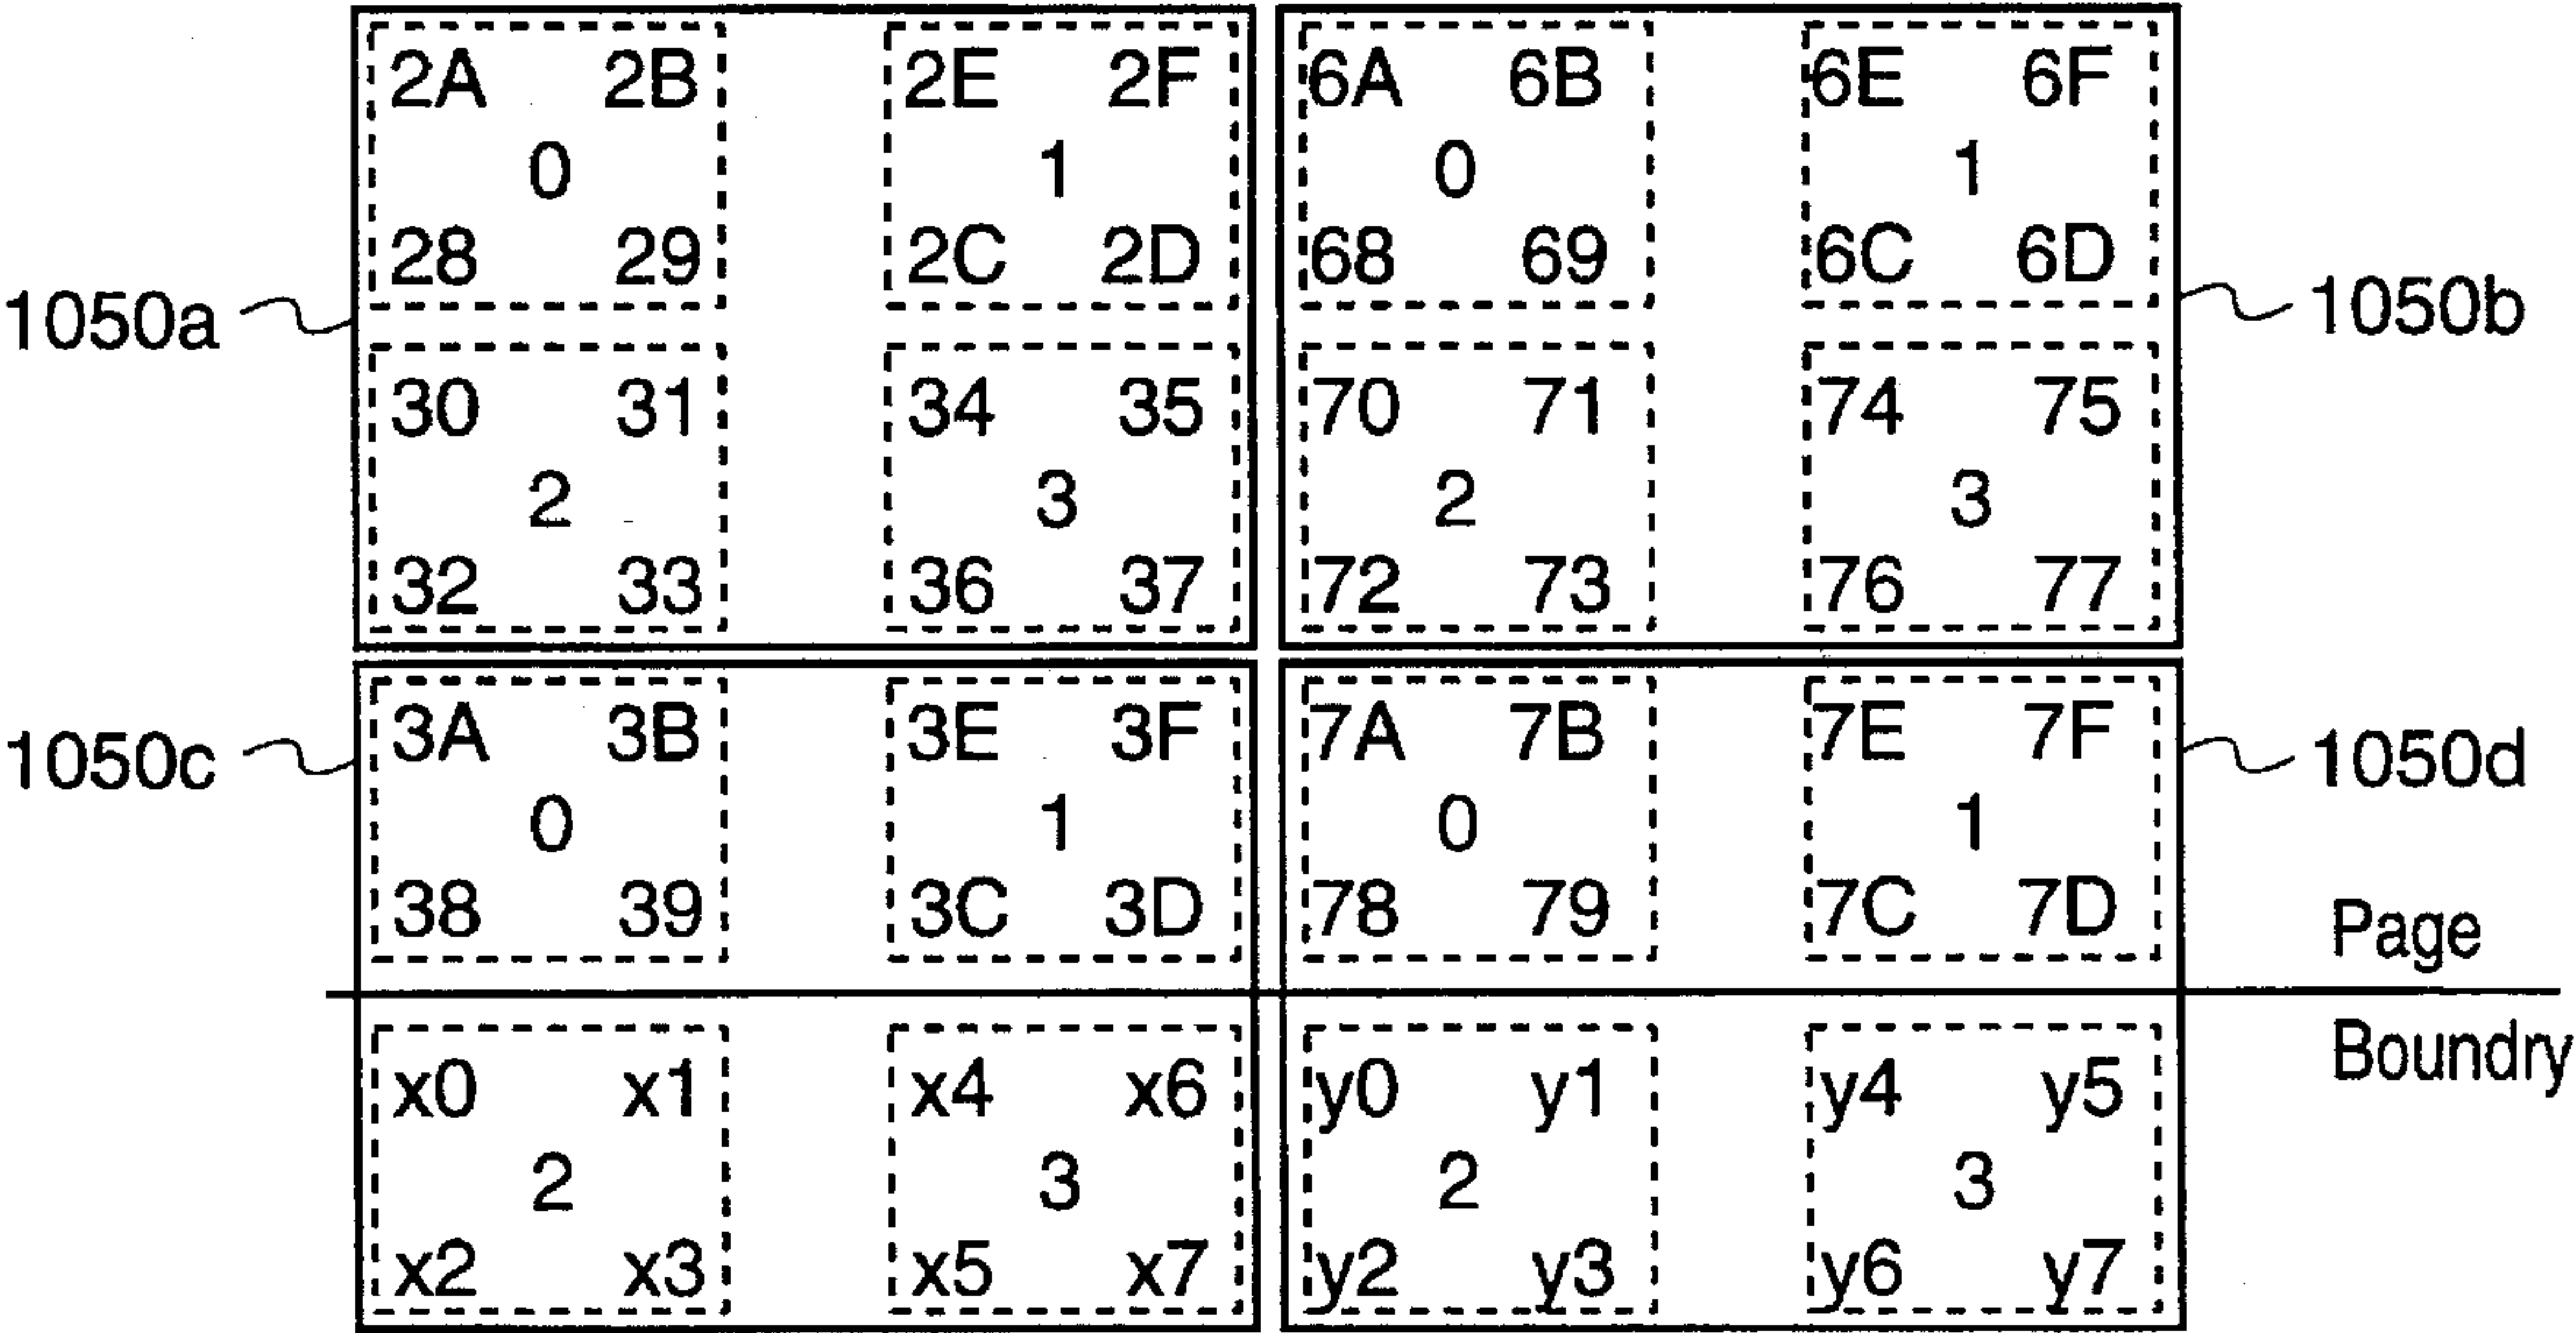 2A 2B 2E 2F 6A 6B 6E 6F
0 1 0 1
28 29 2C 2D 68 69 6C 6D
1050a 1050b
30 31 34 35 70 71 74 75
2 3 2 3
32 33 36 37 72 73 76 77
3A 3B 3E 3F 7A 7B 7E 7F
1050c 1050d
0 1 0 1
38 39 3C 3D 78 79 7C 7D
Page
Boundry
x0 x1 x4 x6 y0 y1 y4 y5
2 3 2 3
x2 x3 x5 x7 y2 y3 y6 y7